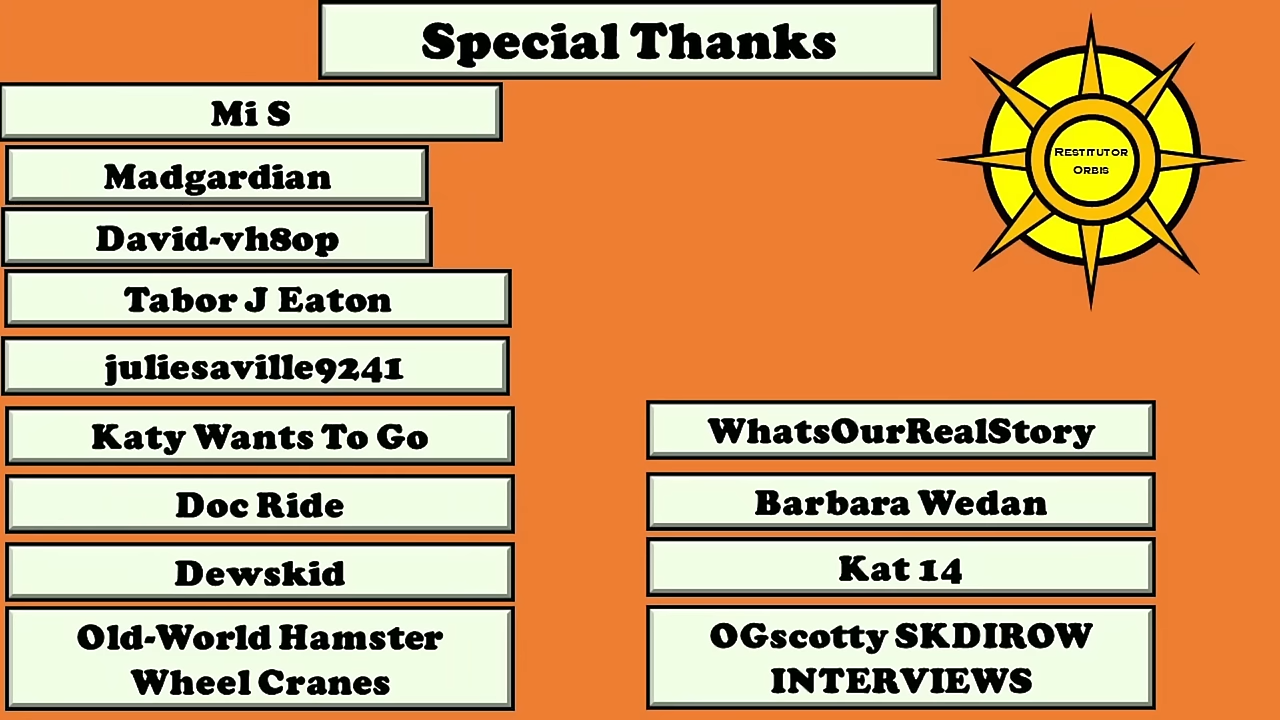 Special Thanks
Restitutor
Orbis
Mi S
Madgardian
David-vh8op
Tabor J Eaton
juliesaville9241
Katy Wants To Go
Doc Ride
Dewskid
Old-World Hamster
Wheel Cranes
WhatsOurRealStory
Barbara Wedan
Kat 14
OGscotty SKDIROW
INTERVIEWS